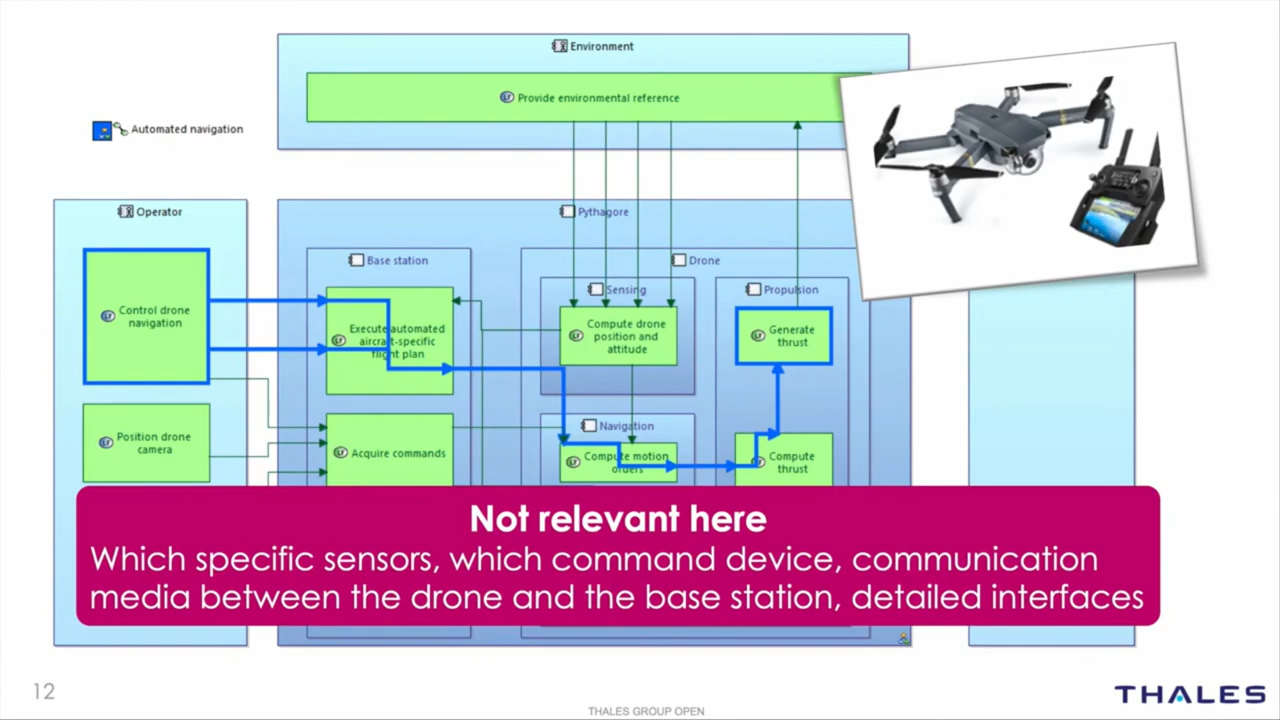 Environment
Provide environmental reference
Automated navigation
Operator
Pythagore
Base station
Drone
Sensing
Propulsion
Control drone
navigation
Execute automated
aircraft-specific
flight plan
Compute drone
position and
attitude
Generate
thrust
Position drone
camera
Acquire commands
Navigation
Compute motion
orders
Compute
thrust
Not relevant here
Which specific sensors, which command device, communication
media between the drone and the base station, detailed interfaces
12
THALES GROUP OPEN
THALES